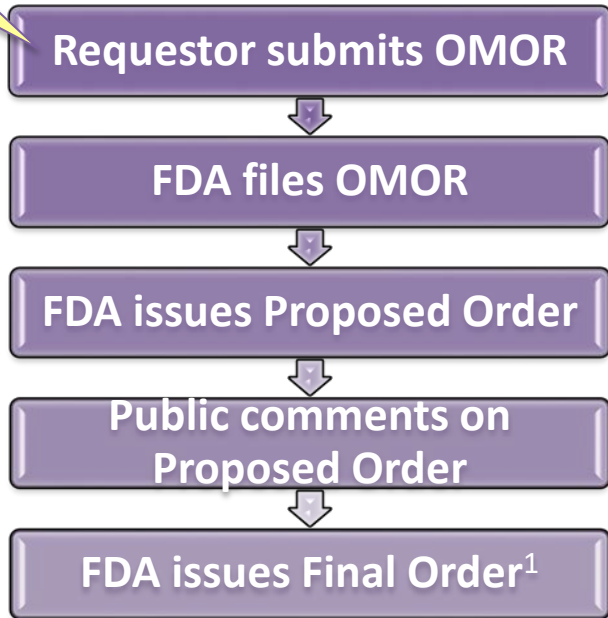 Requestor submits OMOR
FDA files OMOR
FDA issues Proposed Order
Public comments on
Proposed Order
FDA issues Final Order¹